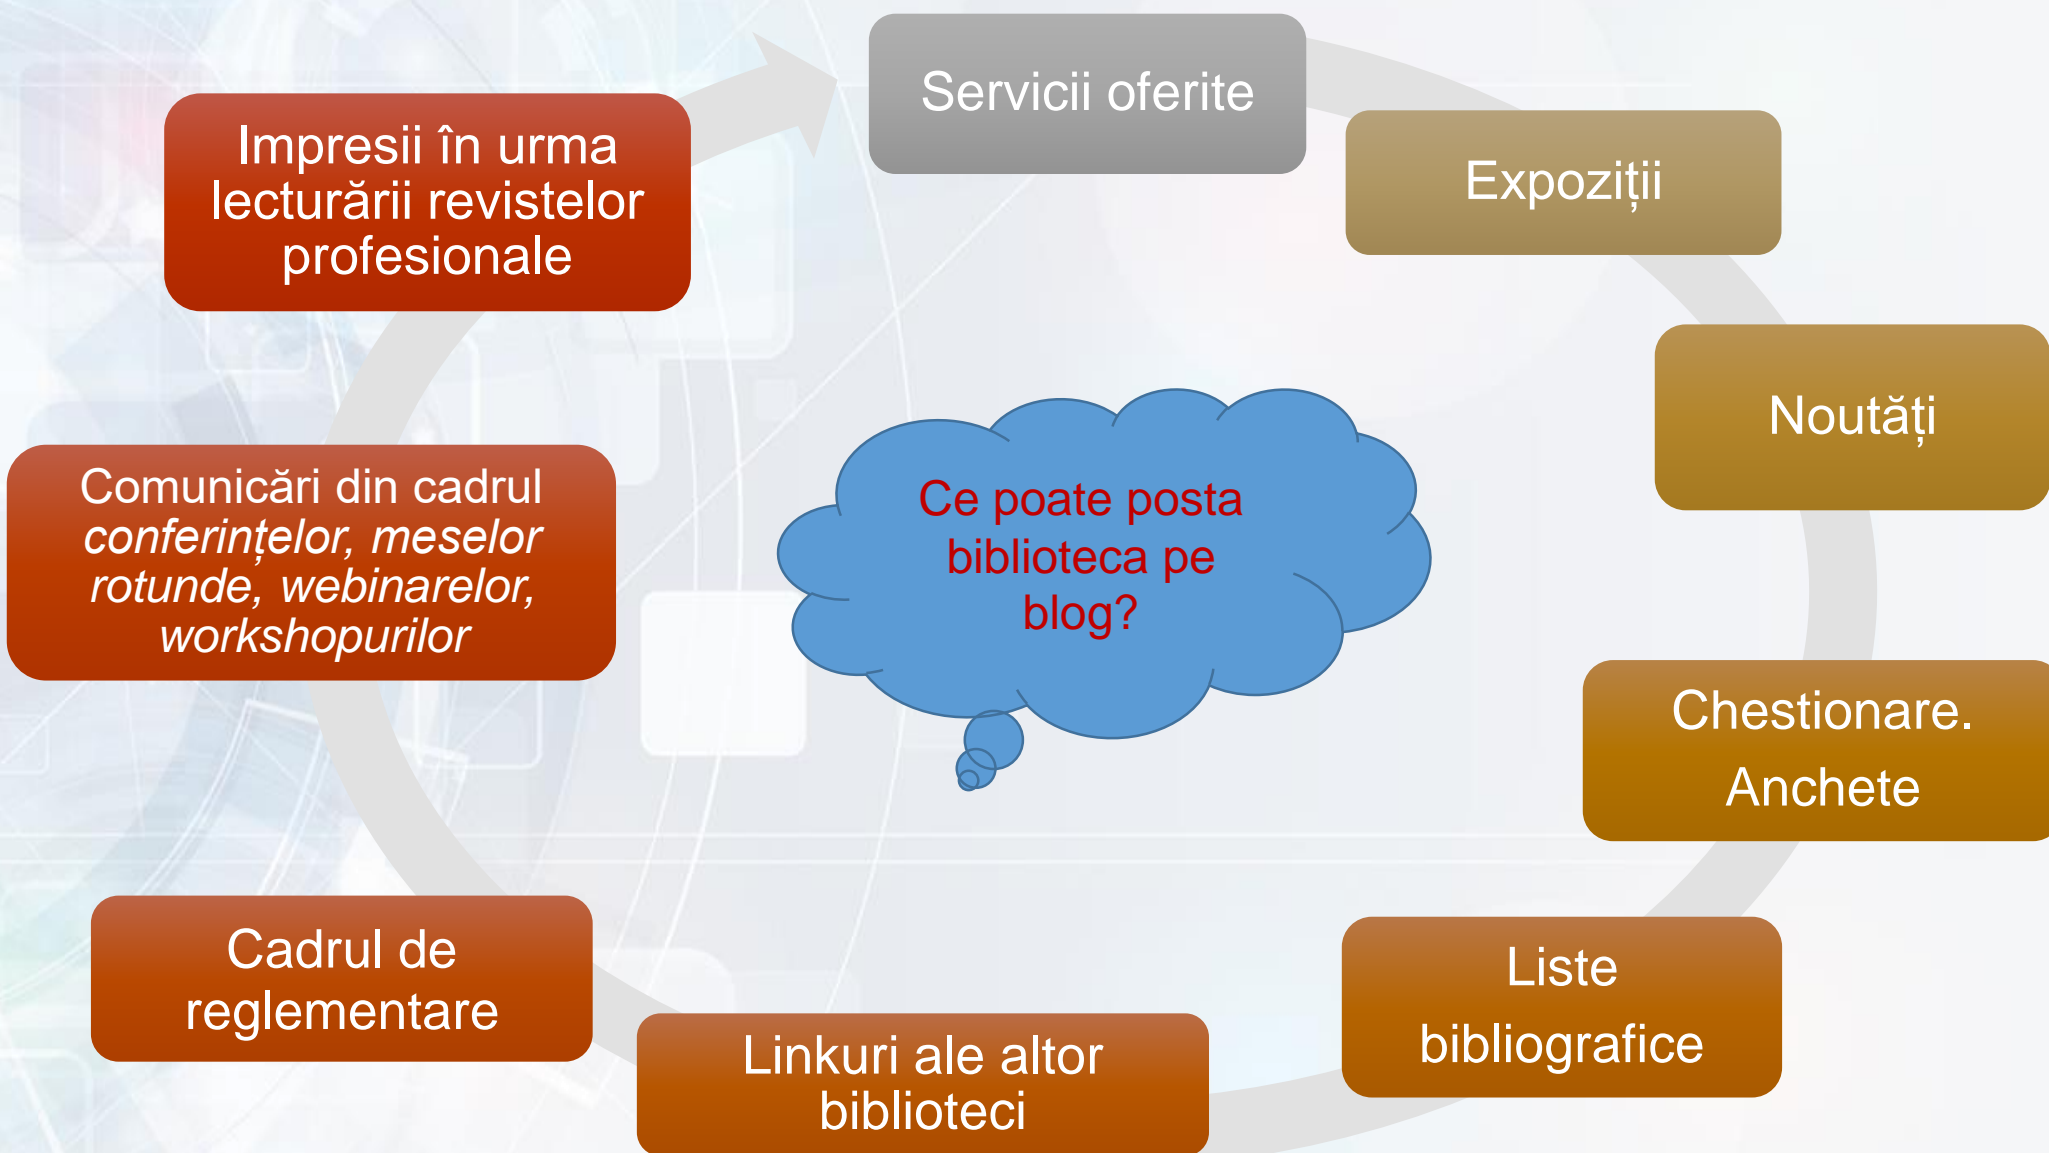 Servicii oferite
Expoziții
Noutăți
Chestionare.
Anchete
Liste
bibliografice
Linkuri ale altor
biblioteci
Cadrul de
reglementare
Comunicări din cadrul
conferințelor, meselor
rotunde, webinarelor,
workshopurilor
Impresii în urma
lecturării revistelor
profesionale
Ce poate posta
biblioteca pe
blog?